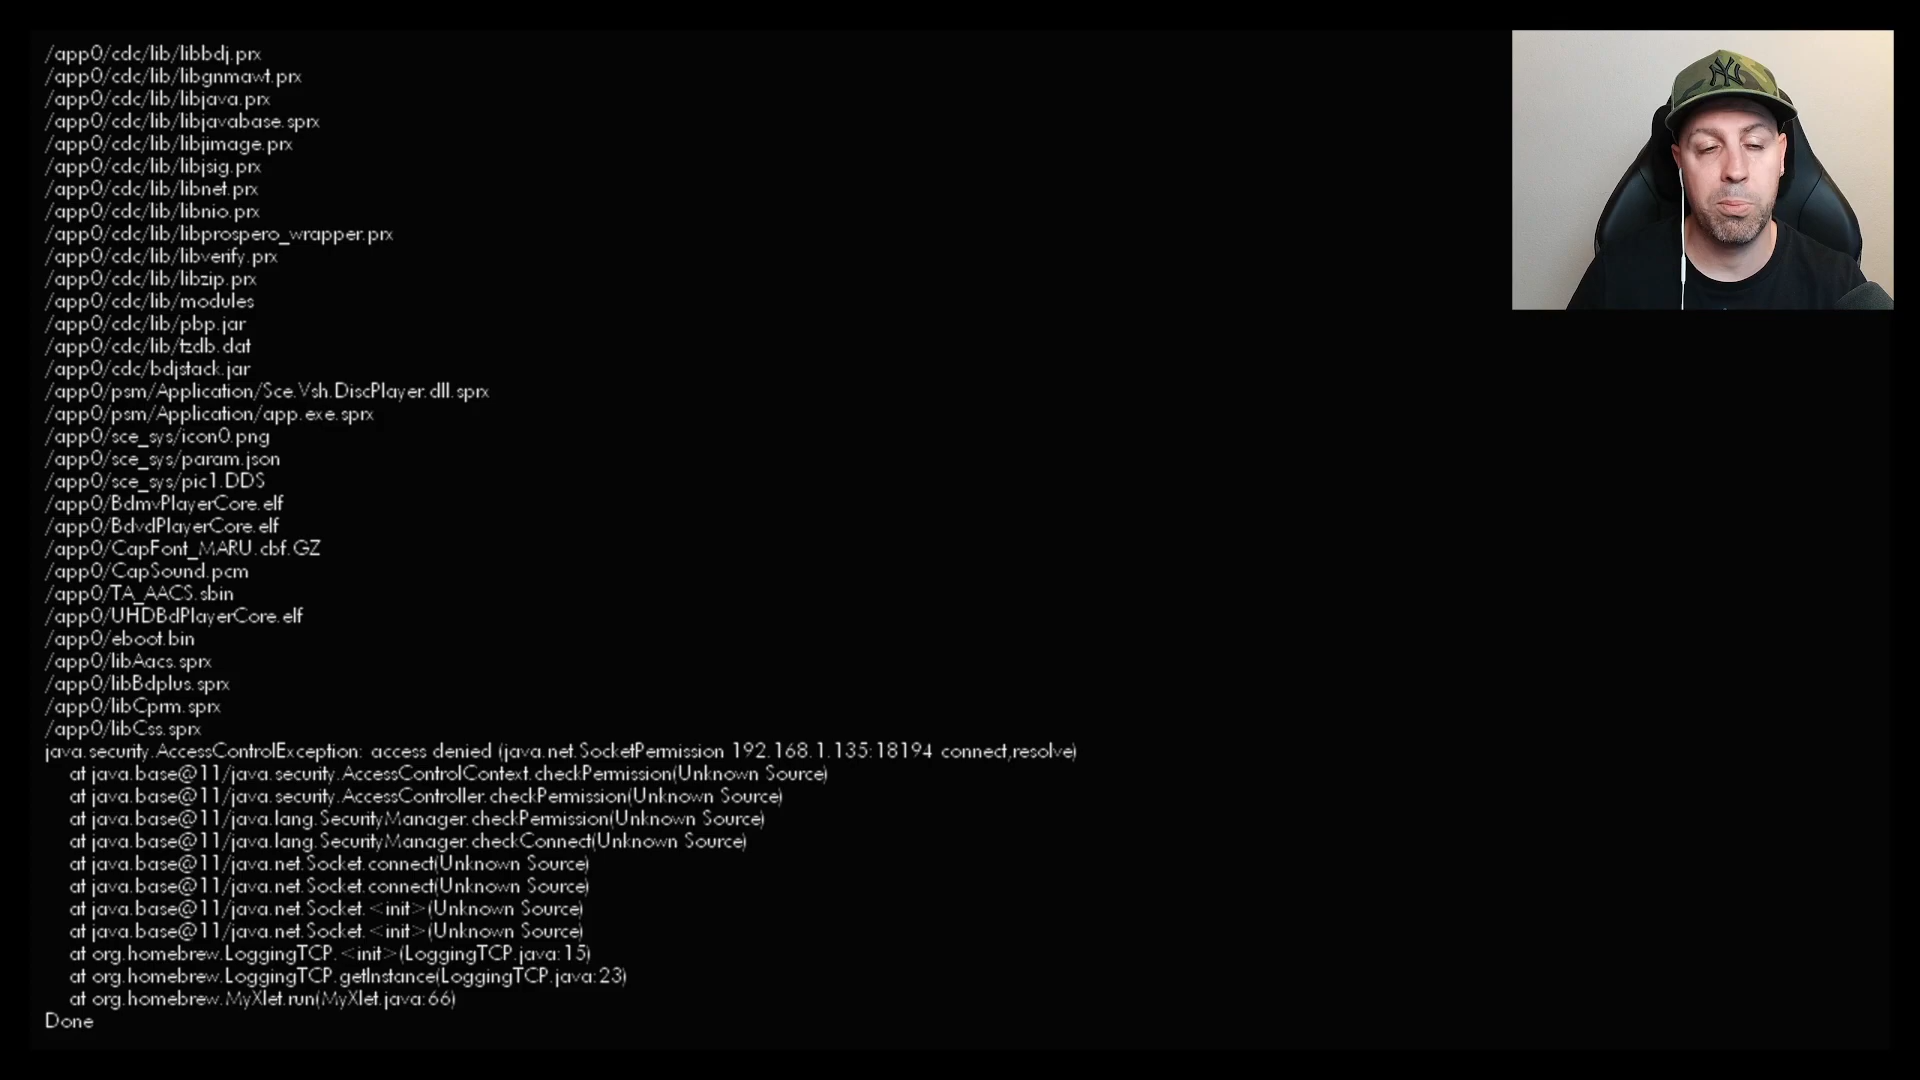 /app0/cdc/lib/libbdj.prx
/app0/cdc/lib/libgnmawt.prx
/app0/cdc/lib/libjava.prx
/app0/cdc/lib/libjavabase.sprx
/app0/cdc/lib/libjimage.prx
/app0/cdc/lib/libjsig.prx
/app0/cdc/lib/libnet.prx
/app0/cdc/lib/libnio.prx
/app0/cdc/lib/libprospero_wrapper.prx
/app0/cdc/lib/libverify.prx
/app0/cdc/lib/libzip.prx
/app0/cdc/lib/modules
/app0/cdc/lib/pbp.jar
/app0/cdc/lib/tzdb.dat
/app0/cdc/bdjstack.jar
/app0/psm/Application/Sce.Vsh.DiscPlayer.dll.sprx
/app0/psm/Application/app.exe.sprx
/app0/sce_sys/icon0.png
/app0/sce_sys/param.json
/app0/sce_sys/pic1.DDS
/app0/BdmvPlayerCore.elf
/app0/BdvdPlayerCore.elf
/app0/CapFont_MARU.cbf.GZ
/app0/CapSound.pcm
/app0/TA_AACS.sbin
/app0/UHDBdPlayerCore.elf
/app0/eboot.bin
/app0/libAacs.sprx
/app0/libBdplus.sprx
/app0/libCprm.sprx
/app0/libCss.sprx
java.security.AccessControlException: access denied (java.net.SocketPermission 192.168.1.135:18194 connect,resolve)
at java.base@11/java.security.AccessControlContext.checkPermission(Unknown Source)
at java.base@11/java.security.AccessController.checkPermission(Unknown Source)
at java.base@11/java.lang.SecurityManager.checkPermission(Unknown Source)
at java.base@11/java.lang.SecurityManager.checkConnect(Unknown Source)
at java.base@11/java.net.Socket.connect(Unknown Source)
at java.base@11/java.net.Socket.connect(Unknown Source)
at java.base@11/java.net.Socket.<init>(Unknown Source)
at java.base@11/java.net.Socket.<init>(Unknown Source)
at org.homebrew.LoggingTCP.<init>(LoggingTCP.java:15)
at org.homebrew.LoggingTCP.getInstance(LoggingTCP.java:23)
at org.homebrew.MyXlet.run(MyXlet.java:66)
Done
NY